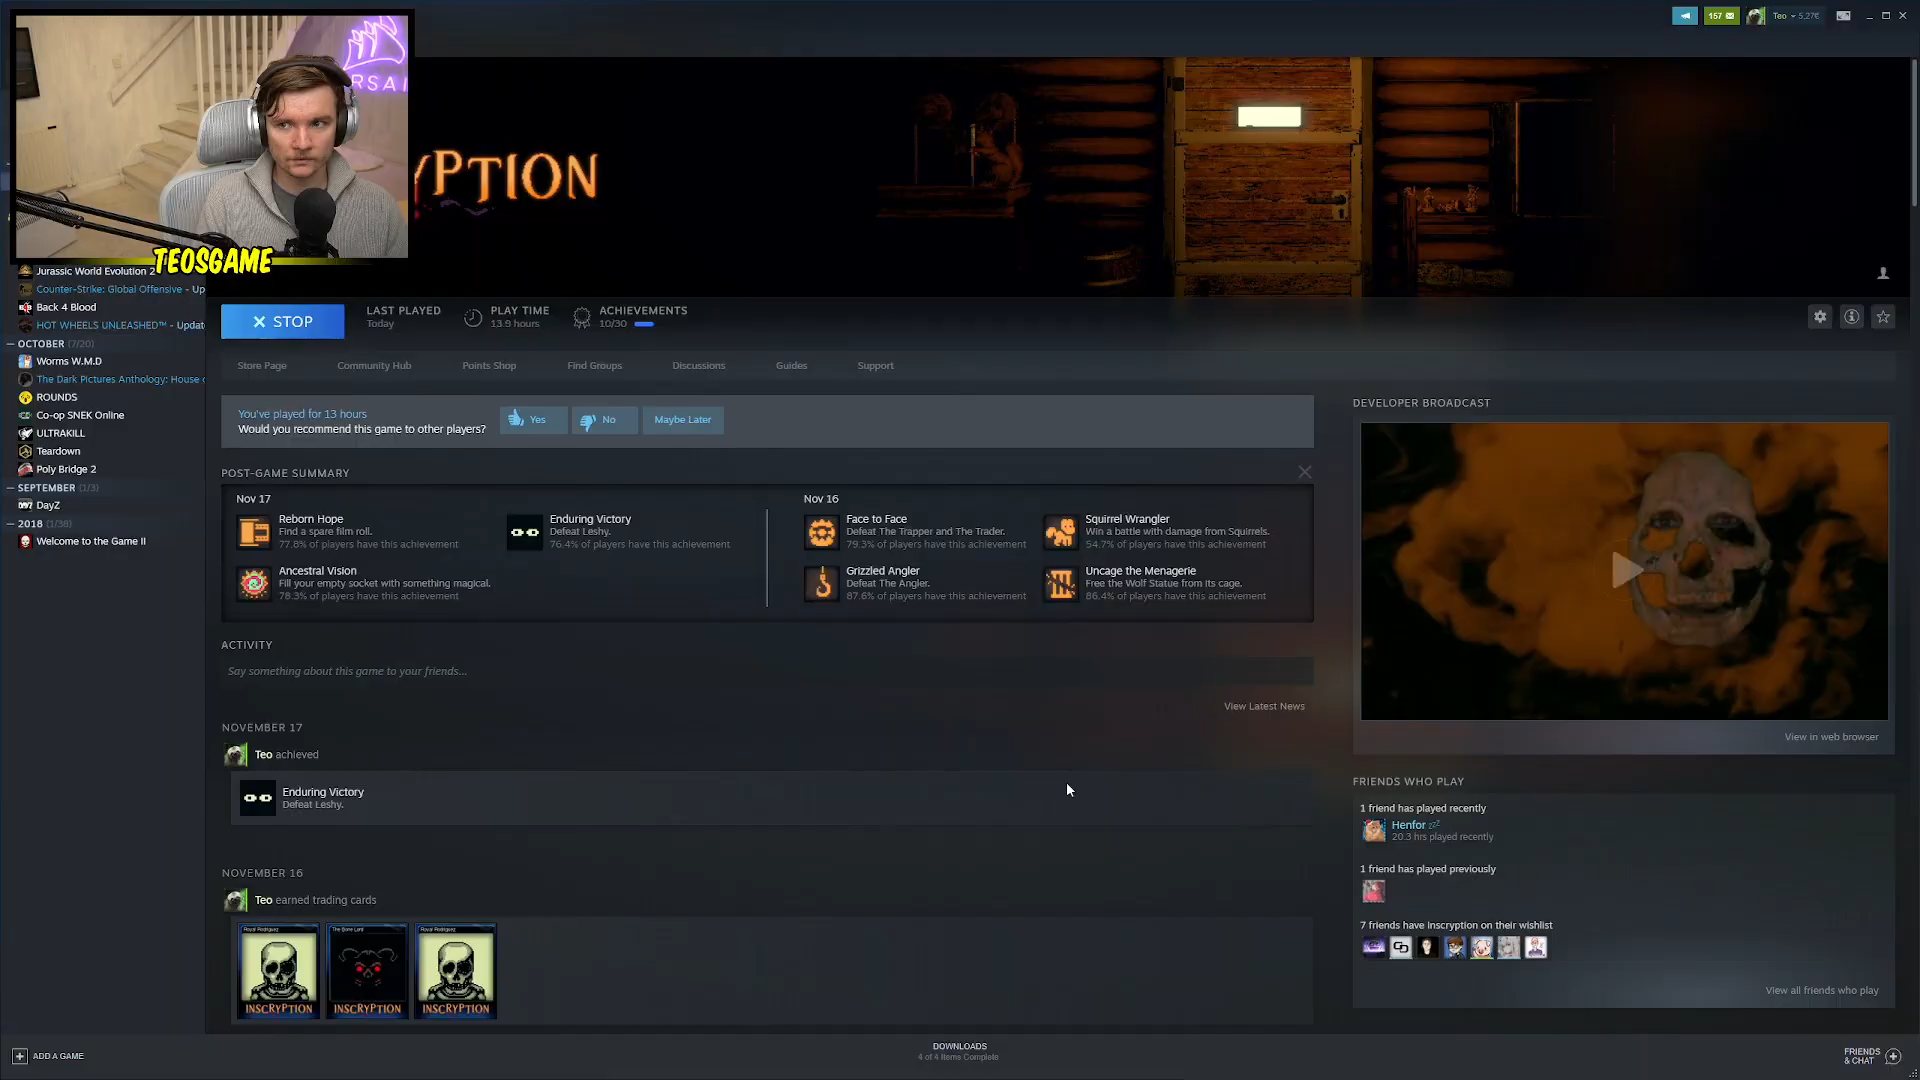 157
Teo
5,27€
RSAI
YPTION
TEOSGAME
Jurassic World Evolution 2
Counter-Strike: Global Offensive - Up
Back 4 Blood
HOT WHEELS UNLEASHED™ - Updat
OCTOBER (7/20)
Worms W.M.D
The Dark Pictures Anthology: House o
ROUNDS
Co-op SNEK Online
ULTRAKILL
Teardown
Poly Bridge 2
SEPTEMBER (1/3)
DayZ
2018 (1/38)
Welcome to the Game II
STOP
LAST PLAYED
Today
PLAY TIME
13.9 hours
ACHIEVEMENTS
10/30
Store Page
Community Hub
Points Shop
Find Groups
Discussions
Guides
Support
You've played for 13 hours
Would you recommend this game to other players?
Yes
No
Maybe Later
POST-GAME SUMMARY
Nov 17
Reborn Hope
Find a spare film roll.
77.8% of players have this achievement
Enduring Victory
Defeat Leshy.
76.4% of players have this achievement
Ancestral Vision
Fill your empty socket with something magical.
78.3% of players have this achievement
Nov 16
Face to Face
Defeat The Trapper and The Trader.
79.3% of players have this achievement
Squirrel Wrangler
Win a battle with damage from Squirrels.
54.7% of players have this achievement
Grizzled Angler
Defeat The Angler.
87.6% of players have this achievement
Uncage the Menagerie
Free the Wolf Statue from its cage.
86.4% of players have this achievement
ACTIVITY
Say something about this game to your friends...
View Latest News
NOVEMBER 17
Teo achieved
Enduring Victory
Defeat Leshy.
NOVEMBER 16
Teo earned trading cards
Royal Rodriguez
INSCRYPTION
The Bone Lord
INSCRYPTION
Royal Rodriguez
INSCRYPTION
DEVELOPER BROADCAST
View in web browser
FRIENDS WHO PLAY
1 friend has played recently
Henfor zzZ
20.3 hrs played recently
1 friend has played previously
7 friends have Inscryption on their wishlist
View all friends who play
ADD A GAME
DOWNLOADS
4 of 4 Items Complete
FRIENDS
& CHAT